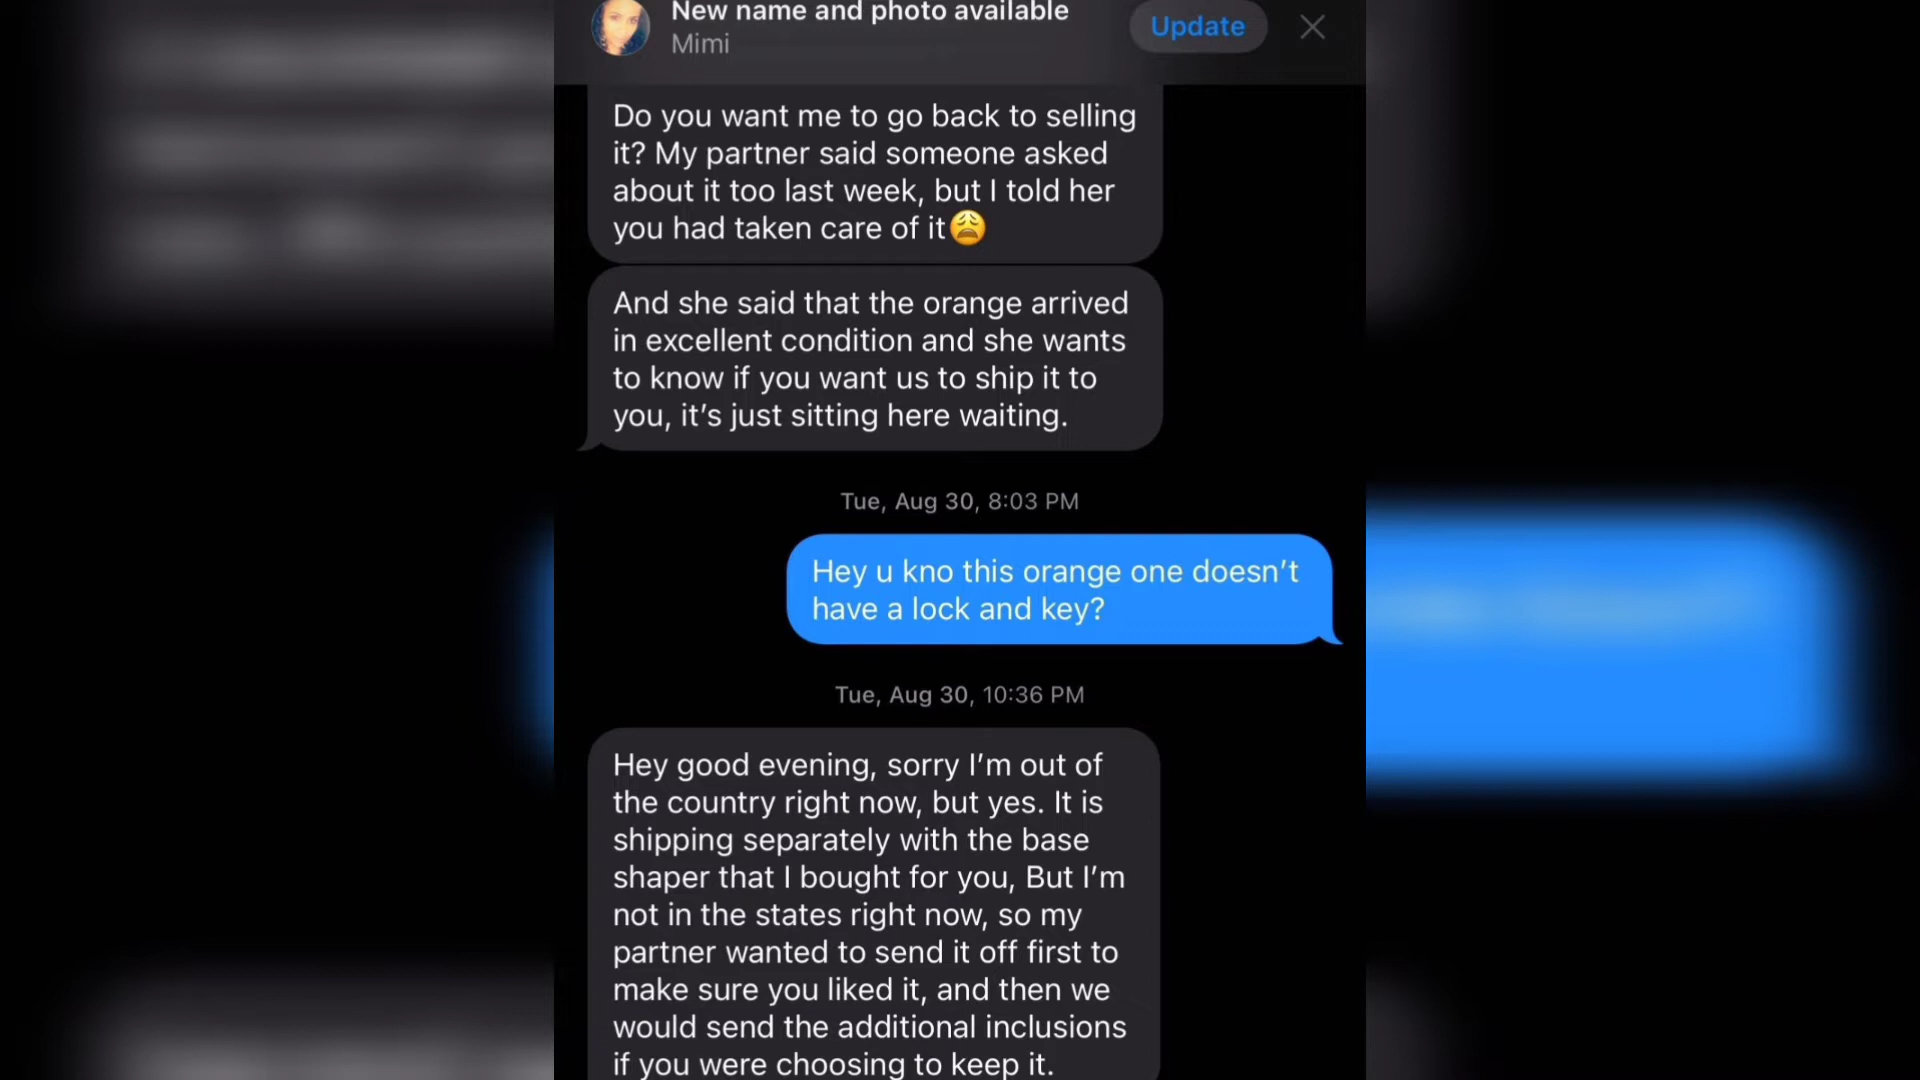 New name and photo available
Mimi
Update
Do you want me to go back to selling
it? My partner said someone asked
about it too last week, but I told her
you had taken care of it😩
And she said that the orange arrived
in excellent condition and she wants
to know if you want us to ship it to
you, it’s just sitting here waiting.
Tue, Aug 30, 8:03 PM
Hey u kno this orange one doesn’t
have a lock and key?
Tue, Aug 30, 10:36 PM
Hey good evening, sorry I’m out of
the country right now, but yes. It is
shipping separately with the base
shaper that I bought for you, But I’m
not in the states right now, so my
partner wanted to send it off first to
make sure you liked it, and then we
would send the additional inclusions
if you were choosing to keep it.